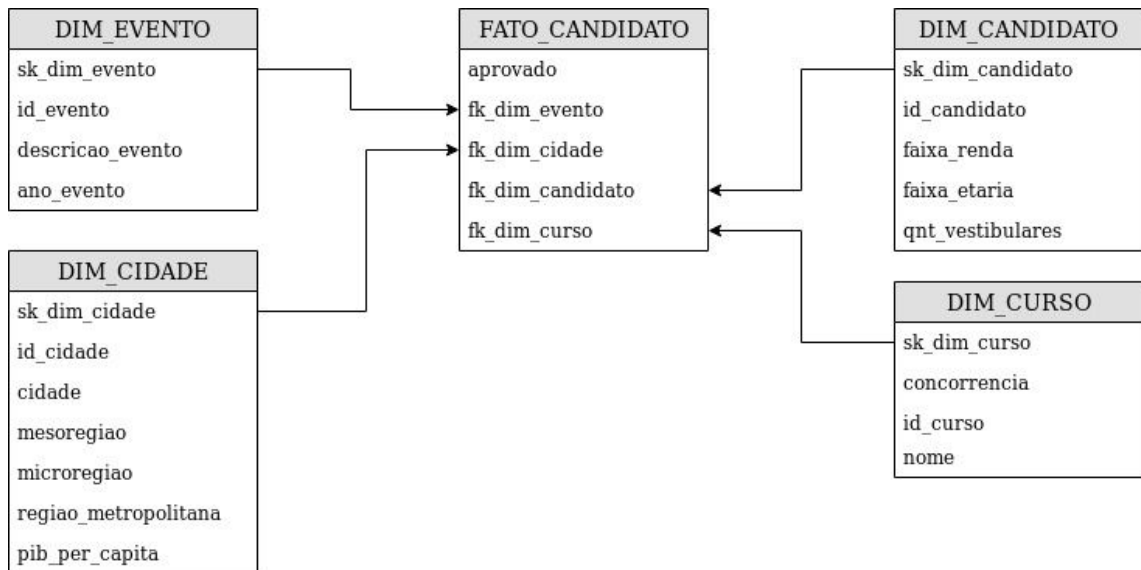 DIM_EVENTO
sk_dim_evento
id_evento
descricao_evento
ano_evento
DIM_CIDADE
sk_dim_cidade
id_cidade
cidade
mesoregiao
microregiao
regiao_metropolitana
pib_per_capita
FATO_CANDIDATO
aprovado
fk_dim_evento
fk_dim_cidade
fk_dim_candidato
fk_dim_curso
DIM_CANDIDATO
sk_dim_candidato
id_candidato
faixa_renda
faixa_etaria
qnt_vestibulares
DIM_CURSO
sk_dim_curso
concorrencia
id_curso
nome